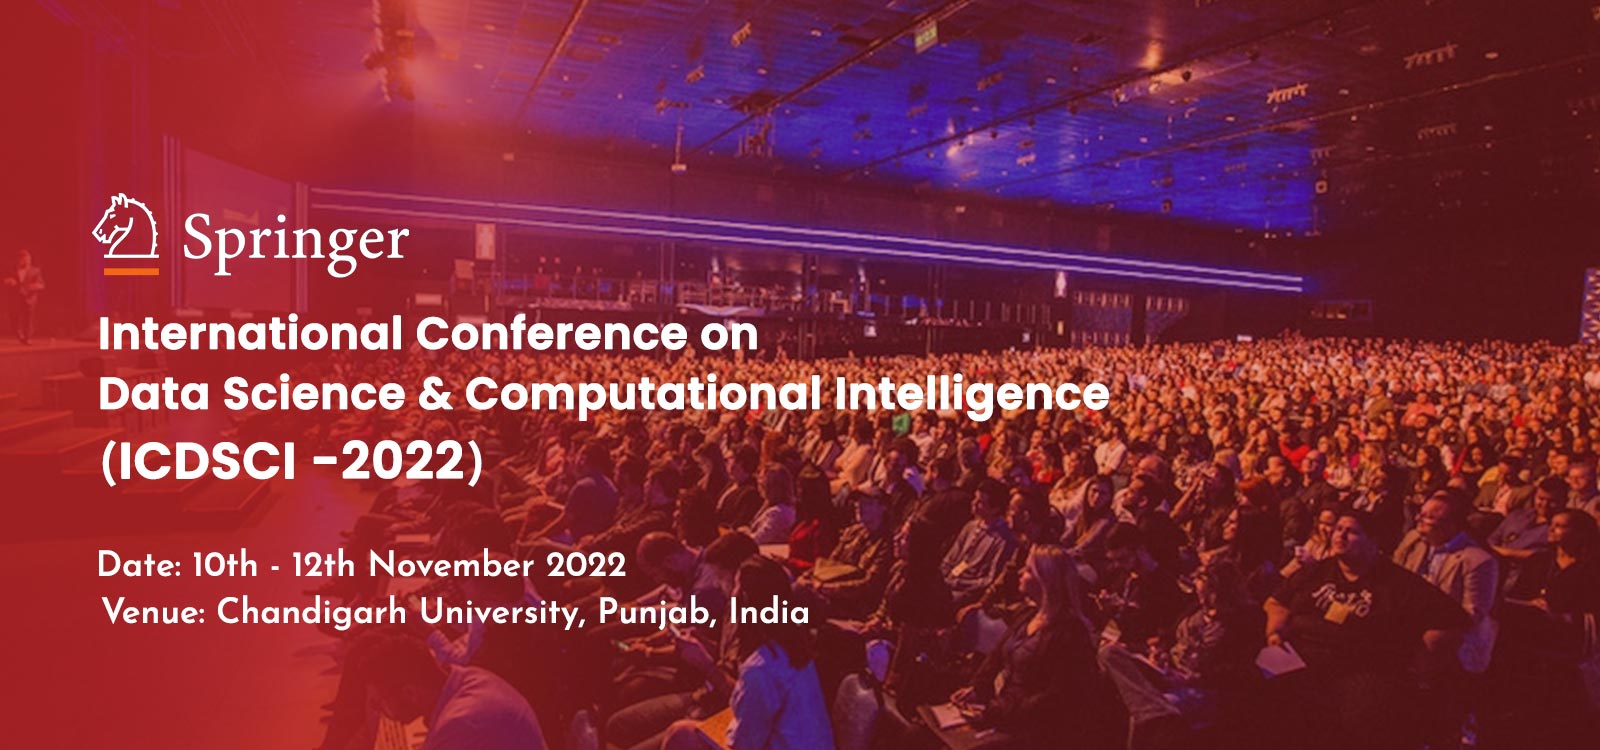 Springer
International Conference on
Data Science & Computational Intelligence
(ICDSCI -2022)
Date: 10th - 12th November 2022
Venue: Chandigarh University, Punjab, India